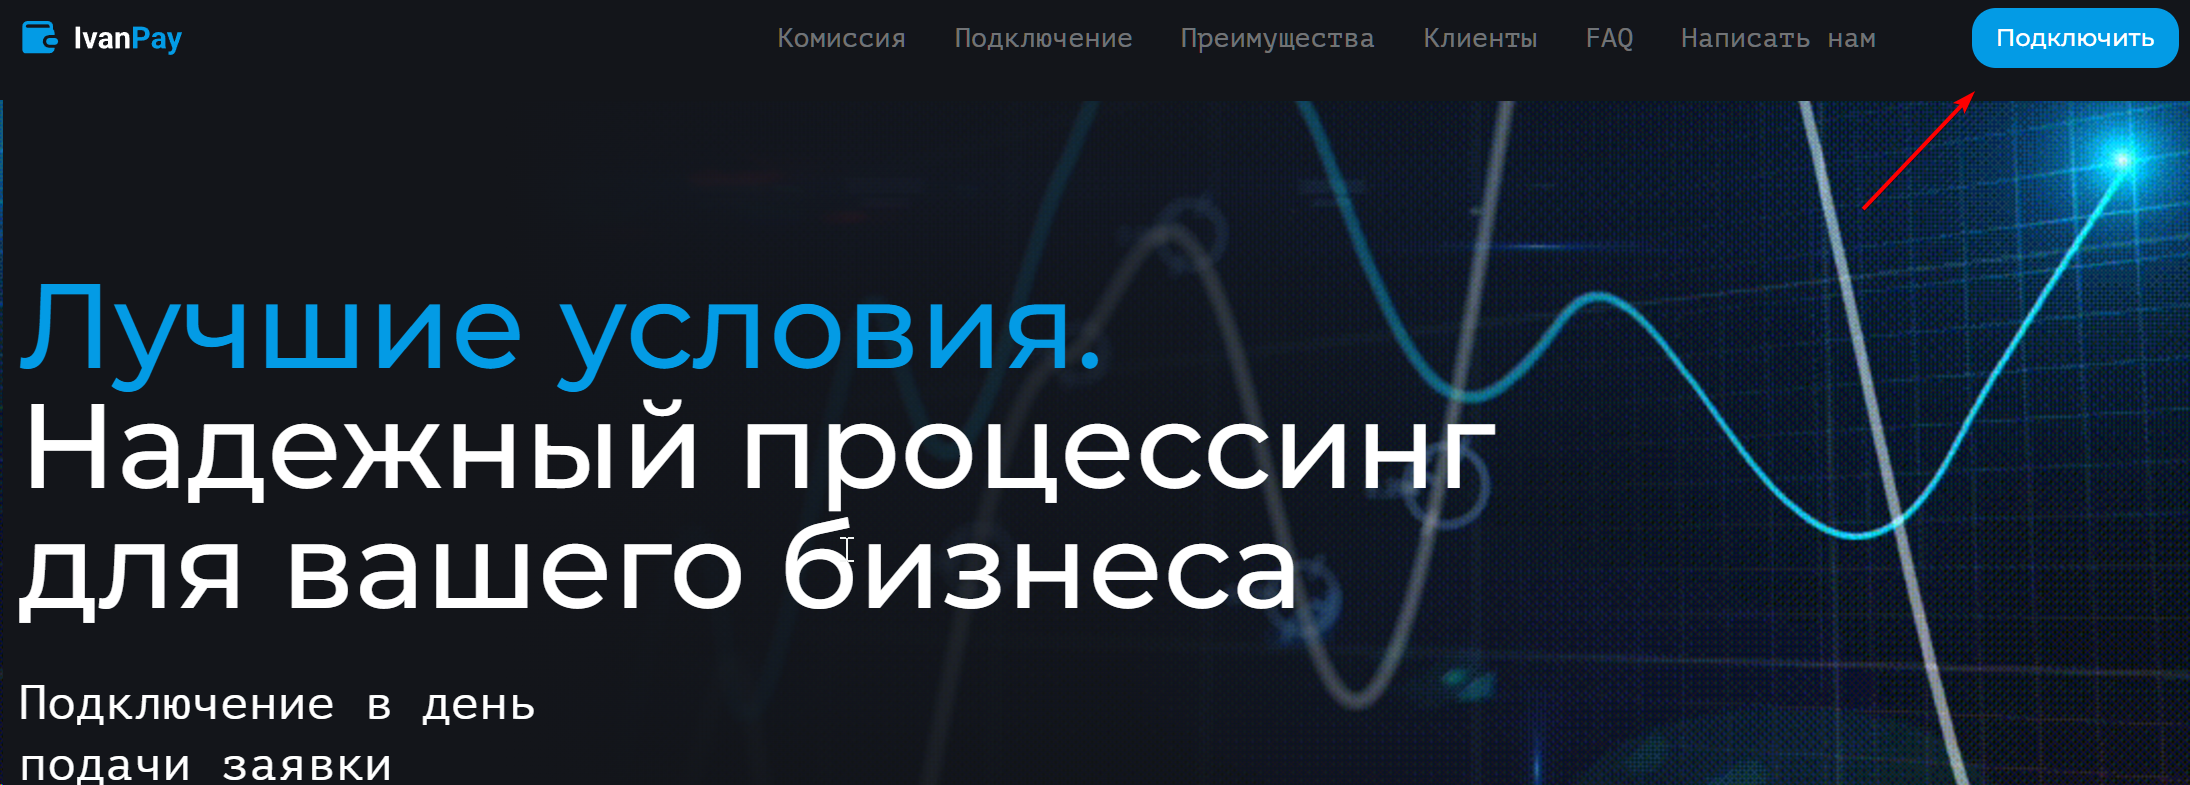 IvanPay
Комиссия Подключение Преимущества Клиенты FAQ Написать нам Подключить
Лучшие условия.
Надежный процессинг
для вашего бизнеса
Подключение в день
подачи заявки